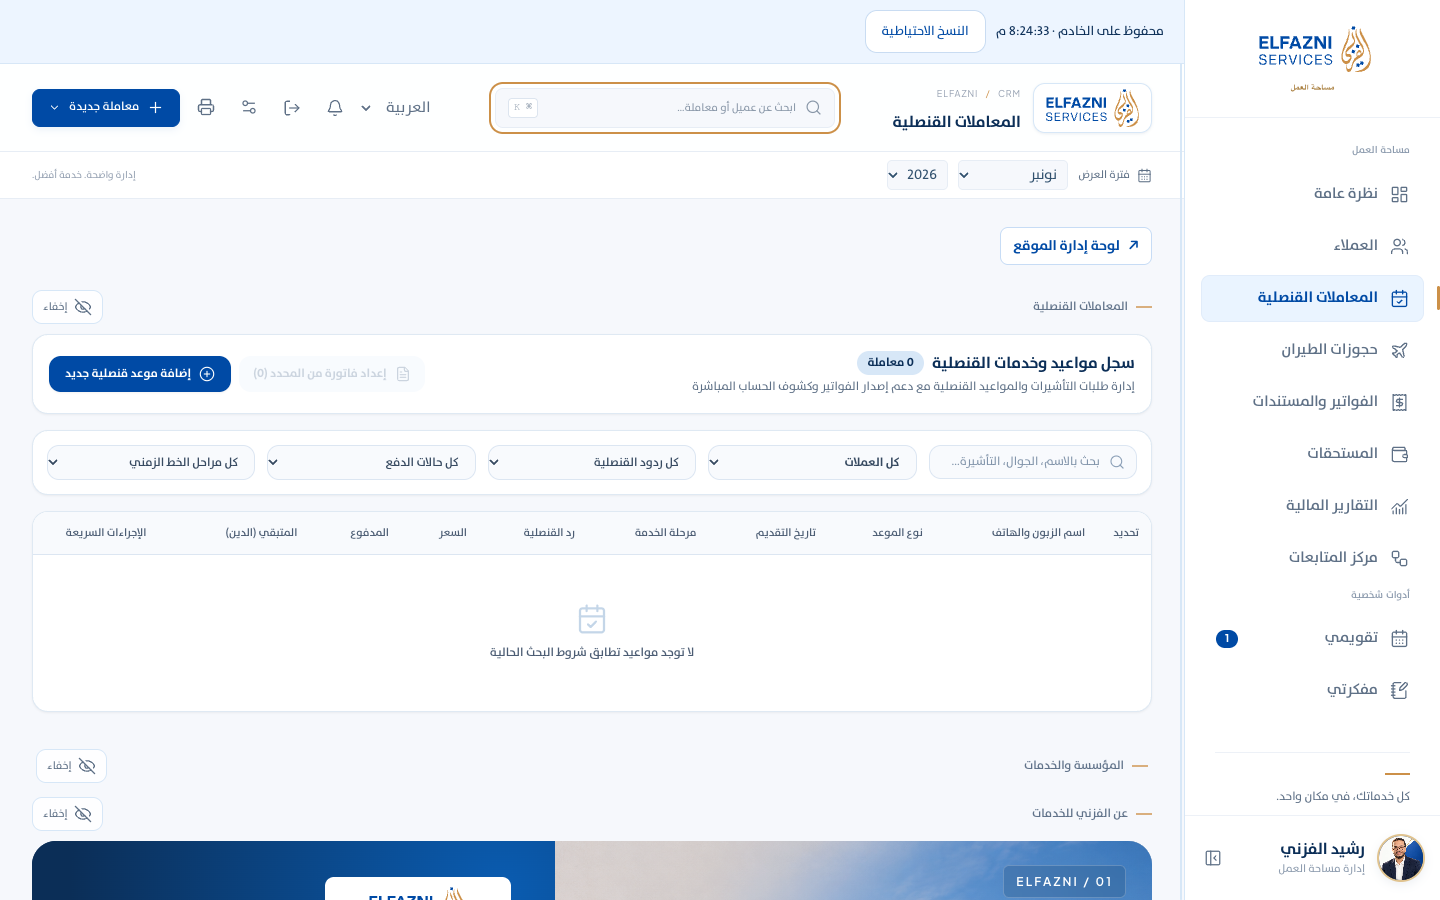 ELFAZNI
SERVICES
مساحة العمل
مساحة العمل
نظرة عامة
العملاء
المعاملات القنصلية
حجوزات الطيران
الفواتير والمستندات
المستحقات
التقارير المالية
مركز المتابعات
أدوات شخصية
تقويمي
1
مفكرتي
كل خدماتك، في مكان واحد.
رشيد الفزني
إدارة مساحة العمل
محفوظ على الخادم · 8:24:33 م
النسخ الاحتياطية
ELFAZNI
SERVICES
ELFAZNI / CRM
المعاملات القنصلية
ابحث عن عميل أو معاملة...
⌘ K
العربية
معاملة جديدة
فترة العرض
نونبر
2026
إدارة واضحة. خدمة أفضل.
لوحة إدارة الموقع
المعاملات القنصلية
إخفاء
سجل مواعيد وخدمات القنصلية
0 معاملة
إدارة طلبات التأشيرات والمواعيد القنصلية مع دعم إصدار الفواتير وكشوف الحساب المباشرة
إعداد فاتورة من المحدد (0)
إضافة موعد قنصلية جديد
بحث بالاسم، الجوال، التأشيرة...
كل العملات
كل ردود القنصلية
كل حالات الدفع
كل مراحل الخط الزمني
تحديد
اسم الزبون والهاتف
نوع الموعد
تاريخ التقديم
مرحلة الخدمة
رد القنصلية
السعر
المدفوع
المتبقي (الدين)
الإجراءات السريعة
لا توجد مواعيد تطابق شروط البحث الحالية
المؤسسة والخدمات
إخفاء
عن الفزني للخدمات
إخفاء
ELFAZNI / 01
ELFAZNI